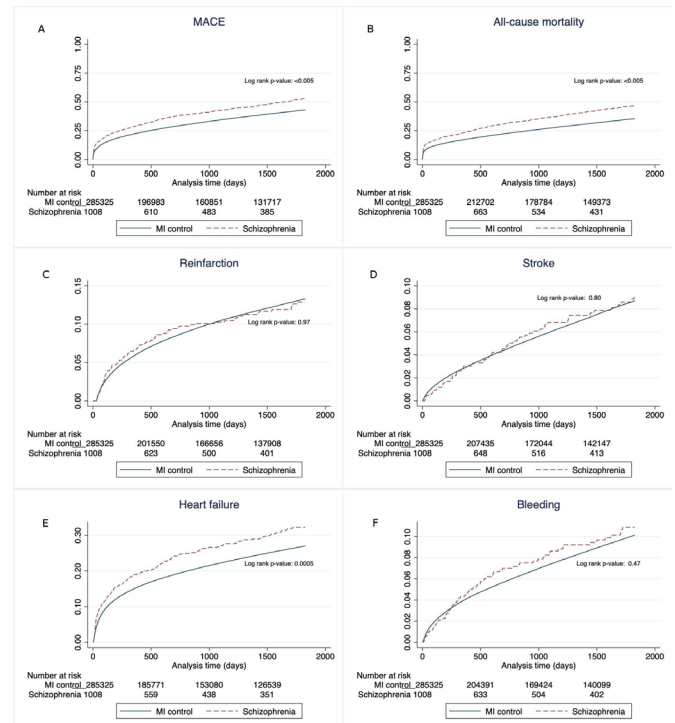 A
MACE
1.00
0.75
0.50
0.25
0
Log rank p-value: <0.005
0 500 1000 1500 2000
Analysis time (days)
Number at risk
MI control 285325 196983 160851 131717
Schizophrenia 1008 610 483 385
MI control Schizophrenia
B
All-cause mortality
1.00
0.75
0.50
0.25
0
Log rank p-value: <0.005
0 500 1000 1500 2000
Analysis time (days)
Number at risk
MI control 285325 212702 178784 149373
Schizophrenia 1008 663 534 431
MI control Schizophrenia
C
Reinfarction
0.15
0.10
0.05
0.00
Log rank p-value: 0.97
0 500 1000 1500 2000
Analysis time (days)
Number at risk
MI control 285325 201550 166656 137908
Schizophrenia 1008 623 500 401
MI control Schizophrenia
D
Stroke
0.10
0.08
0.06
0.04
0.02
0.00
Log rank p-value: 0.80
0 500 1000 1500 2000
Analysis time (days)
Number at risk
MI control 285325 207435 172044 142147
Schizophrenia 1008 648 516 413
MI control Schizophrenia
E
Heart failure
0.30
0.20
0.10
0.00
Log rank p-value: 0.0005
0 500 1000 1500 2000
Analysis time (days)
Number at risk
MI control 285325 185771 153080 126539
Schizophrenia 1008 559 438 351
MI control Schizophrenia
F
Bleeding
0.10
0.08
0.06
0.04
0.02
0.00
Log rank p-value: 0.47
0 500 1000 1500 2000
Analysis time (days)
Number at risk
MI control 285325 204391 169424 140099
Schizophrenia 1008 633 504 402
MI control Schizophrenia